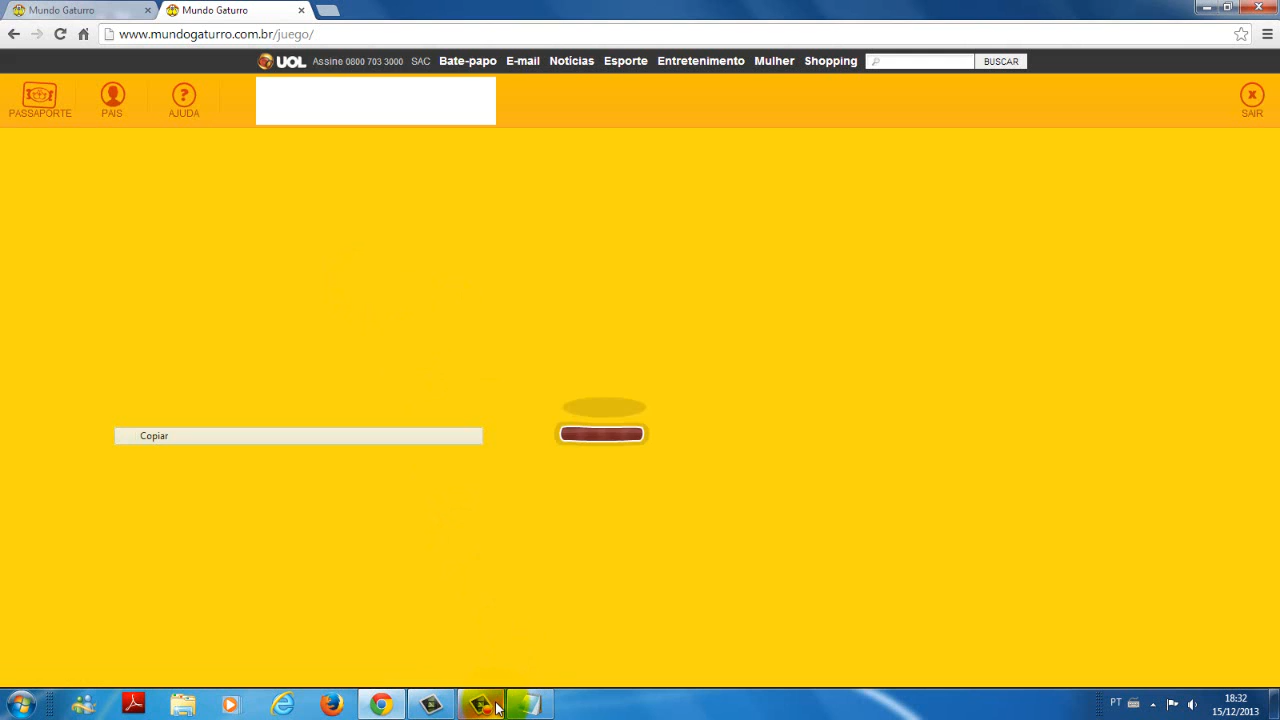 Mundo Gaturro
Mundo Gaturro
www.mundogaturro.com.br/juego/
UOL Assine 0800 703 3000 SAC Bate-papo E-mail Notícias Esporte Entretenimento Mulher Shopping BUSCAR
PASSAPORTE PAIS AJUDA SAIR
Copiar
PT 18:32
15/12/2013